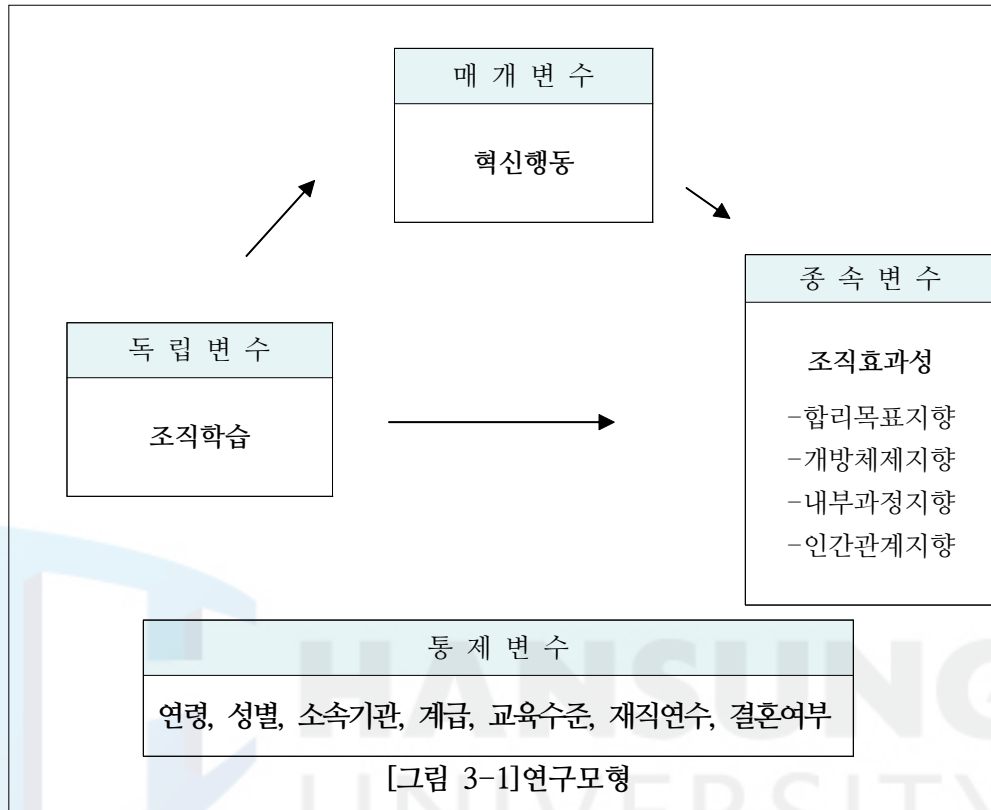 매 개 변 수
혁신행동
종 속 변 수
조직효과성
-합리목표지향
-개방체제지향
-내부과정지향
-인간관계지향
독 립 변 수
조직학습
통 제 변 수
연령, 성별, 소속기관, 계급, 교육수준, 재직연수, 결혼여부
[그림 3-1]연구모형
HANSUNG
UNIVERSITY